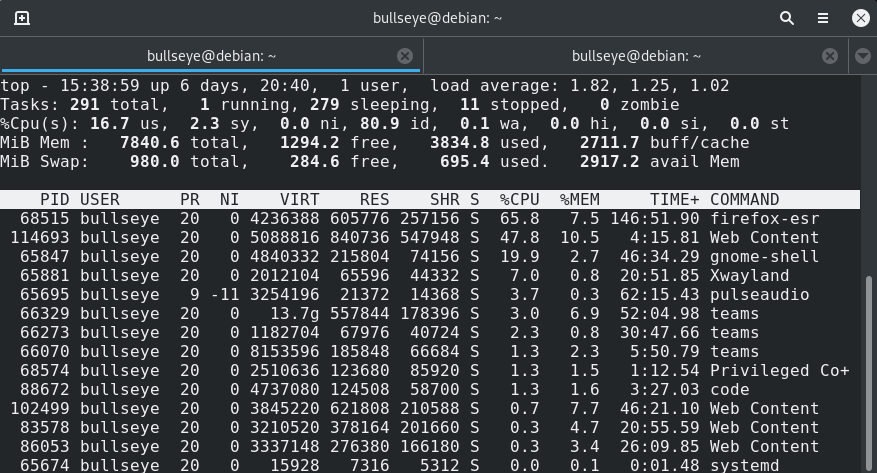 bullseye@debian: ~
bullseye@debian: ~ bullseye@debian: ~
top - 15:38:59 up 6 days, 20:40,  1 user,  load average: 1.82, 1.25, 1.02
Tasks: 291 total,   1 running, 279 sleeping,  11 stopped,   0 zombie
%Cpu(s): 16.7 us,  2.3 sy,  0.0 ni, 80.9 id,  0.1 wa,  0.0 hi,  0.0 si,  0.0 st
MiB Mem :   7840.6 total,   1294.2 free,   3834.8 used,   2711.7 buff/cache
MiB Swap:    980.0 total,    284.6 free,    695.4 used.   2917.2 avail Mem
PID USER      PR  NI    VIRT    RES    SHR S  %CPU  %MEM     TIME+ COMMAND
68515 bullseye  20   0 4236388 605776 257156 S  65.8   7.5 146:51.90 firefox-esr
114693 bullseye  20   0 5088816 840736 547948 S  47.8  10.5   4:15.81 Web Content
65847 bullseye  20   0 4840332 215804  74156 S  19.9   2.7  46:34.29 gnome-shell
65881 bullseye  20   0 2012104  65596  44332 S   7.0   0.8  20:51.85 Xwayland
65695 bullseye   9 -11 3254196  21372  14368 S   3.7   0.3  62:15.43 pulseaudio
66329 bullseye  20   0   13.7g 557844 178396 S   3.0   6.9  52:04.98 teams
66273 bullseye  20   0 1182704  67976  40724 S   2.3   0.8  30:47.66 teams
66070 bullseye  20   0 8153596 185848  66684 S   1.3   2.3   5:50.79 teams
68574 bullseye  20   0 2510636 123680  85920 S   1.3   1.5   1:12.54 Privileged Co+
88672 bullseye  20   0 4737080 124508  58700 S   1.3   1.6   3:27.03 code
102499 bullseye  20   0 3845220 621808 210588 S   0.7   7.7  46:21.10 Web Content
83578 bullseye  20   0 3210520 378164 201660 S   0.3   4.7  20:55.59 Web Content
86053 bullseye  20   0 3337148 276380 166180 S   0.3   3.4  26:09.85 Web Content
65674 bullseye  20   0   15928   7316   5312 S   0.0   0.1   0:01.48 systemd